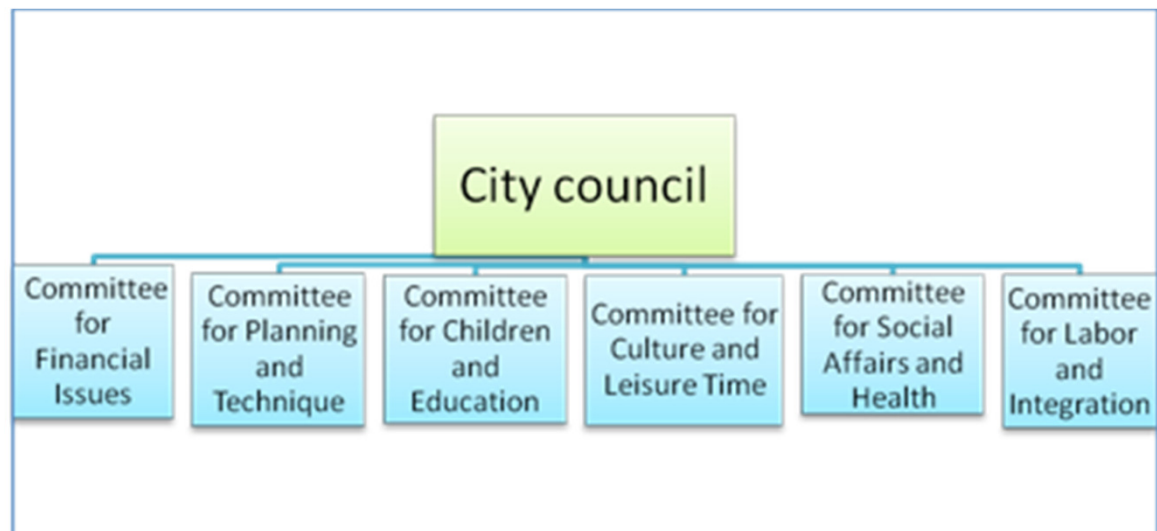 City council
Committee
for
Financial
Issues
Committee
for Planning
and
Technique
Committee
for Children
and
Education
Committee for
Culture and
Leisure Time
Committee
for Social
Affairs and
Health
Committee
for Labor
and
Integration